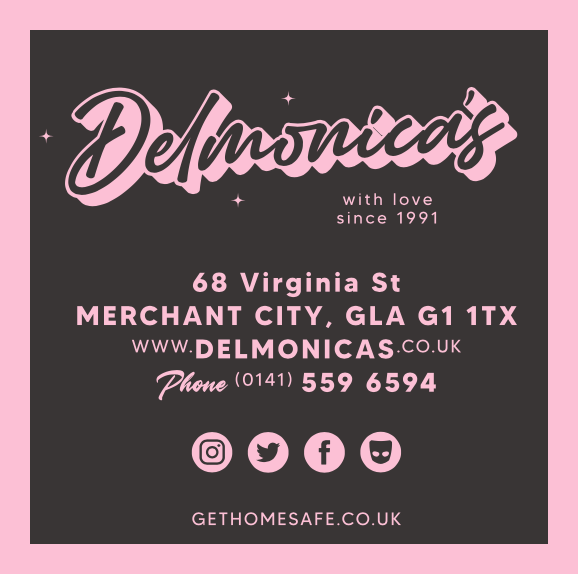 Delmonica's
with love
since 1991
68 Virginia St
MERCHANT CITY, GLA G1 1TX
WWW.DELMONICAS.CO.UK
Phone (0141) 559 6594
GETHOMESAFE.CO.UK